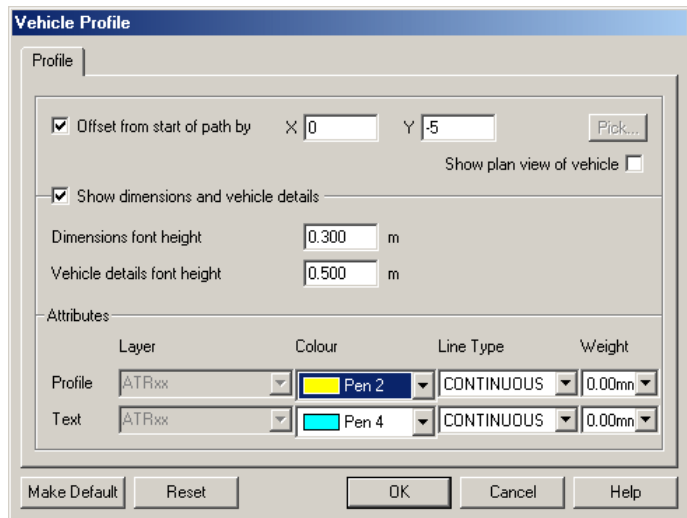 Vehicle Profile
Profile
Offset from start of path by X 0 Y -5 Pick...
Show plan view of vehicle
Show dimensions and vehicle details
Dimensions font height 0.300 m
Vehicle details font height 0.500 m
Attributes
Layer Colour Line Type Weight
Profile ATRxx Pen 2 CONTINUOUS 0.00mn
Text ATRxx Pen 4 CONTINUOUS 0.00mn
Make Default Reset OK Cancel Help